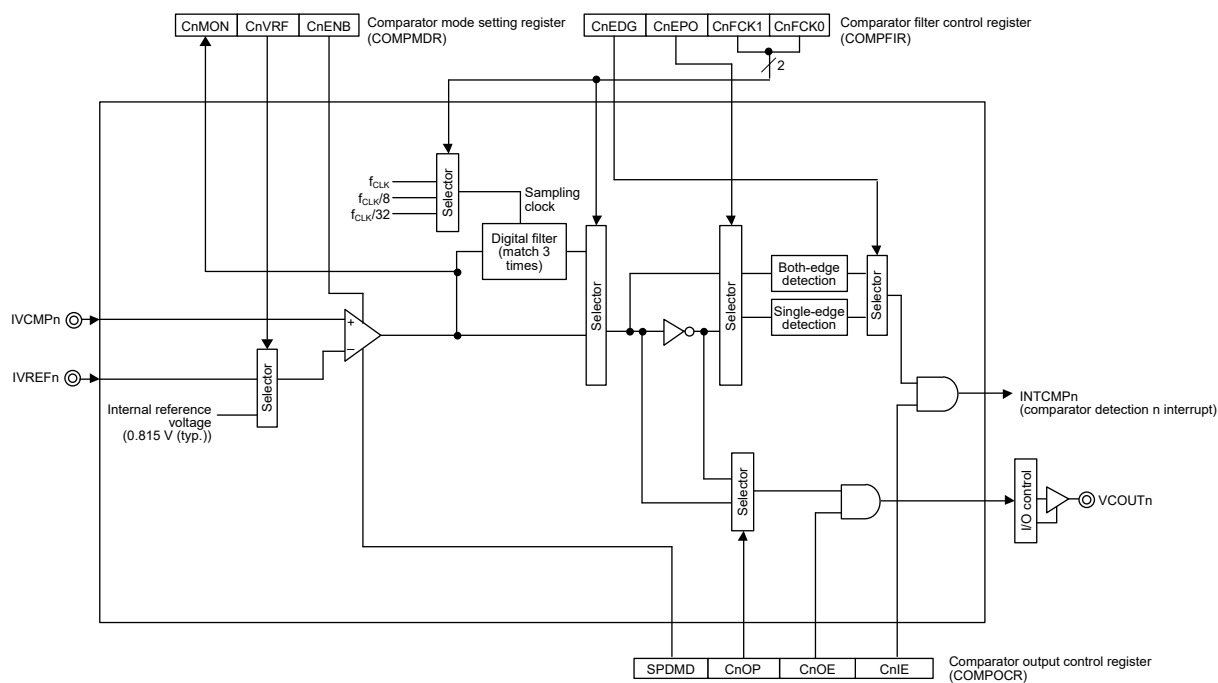 CnMON CnVRF CnENB
Comparator mode setting register
(COMPMDR)
CnEDG CnEPO CnFCK1 CnFCK0
Comparator filter control register
(COMPFIR)
2
fCLK
fCLK/8
fCLK/32
Selector
Sampling
clock
Digital filter
(match 3
times)
Selector
Selector
Both-edge
detection
Single-edge
detection
Selector
IVCMPn
+
–
IVREFn
Selector
Internal reference
voltage
(0.815 V (typ.))
INTCMPn
(comparator detection n interrupt)
Selector
I/O control
VCOUTn
SPDMD CnOP CnOE CnIE
Comparator output control register
(COMPOCR)